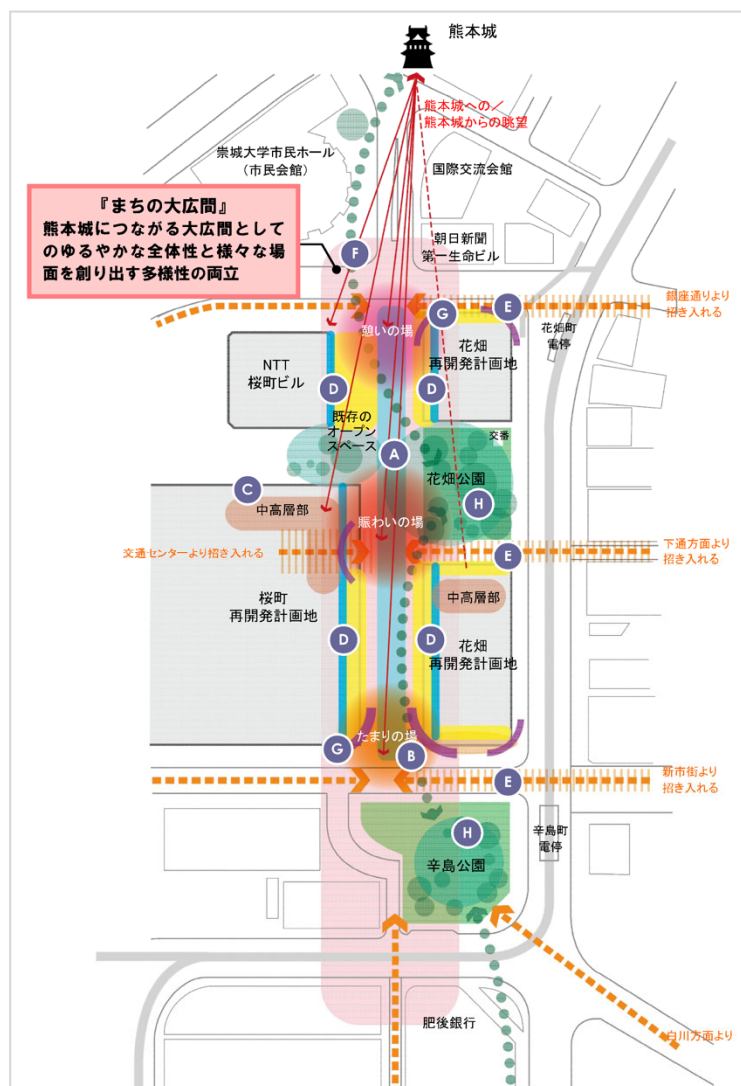 熊本城
熊本城への／
熊本城からの眺望
崇城大学市民ホール
（市民会館）
国際交流会館
『まちの大広間』
熊本城につながる大広間として
のゆるやかな全体性と様々な場
面を創り出す多様性の両立
朝日新聞
第一生命ビル
F
銀座通りより
招き入れる
E
G
花畑町
電停
憩いの場
花畑
再開発計画地
NTT
桜町ビル
D
D
既存の
オープン
スペース
交番
A
花畑公園
C
H
中高層部
賑わいの場
交通センターより招き入れる
下通方面より
招き入れる
E
桜町
再開発計画地
中高層部
D
D
花畑
再開発計画地
たまりの場
G
B
新市街より
招き入れる
E
H
辛島町
電停
辛島公園
肥後銀行
白川方面より